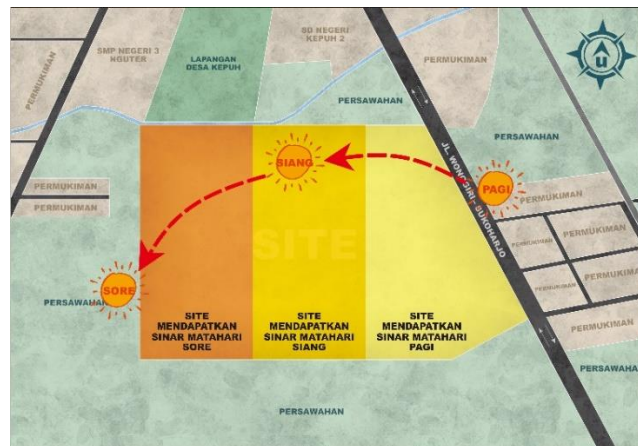 SMP NEGERI 3
NGUTER
LAPANGAN
DESA KEPUH
SD NEGERI
KEPUH 2
PERMUKIMAN
PERMUKIMAN
U
PERSAWAHAN
PERSAWAHAN
SIANG
PAGI
JL. WONOGIRI - SUKOHARJO
PERMUKIMAN
PERMUKIMAN
PERMUKIMAN
PERMUKIMAN
PERMUKIMAN
PERMUKIMAN
SITE
PERMUKIMAN
PERMUKIMAN
SORE
PERSAWAHAN
SITE
MENDAPATKAN
SINAR MATAHARI
SORE
SITE
MENDAPATKAN
SINAR MATAHARI
SIANG
SITE
MENDAPATKAN
SINAR MATAHARI
PAGI
PERMUKIMAN
PERSAWAHAN
PERSAWAHAN